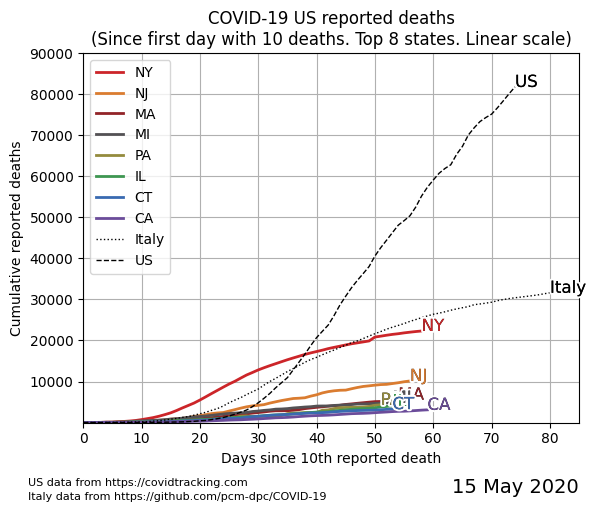 COVID-19 US reported deaths
(Since first day with 10 deaths. Top 8 states. Linear scale)
Cumulative reported deaths
90000
80000
70000
60000
50000
40000
30000
20000
10000
NY
NJ
MA
MI
PA
IL
CT
CA
Italy
US
US
Italy
NY
NJ
MA
CT
CA
0
10
20
30
40
50
60
70
80
Days since 10th reported death
US data from https://covidtracking.com
Italy data from https://github.com/pcm-dpc/COVID-19
15 May 2020